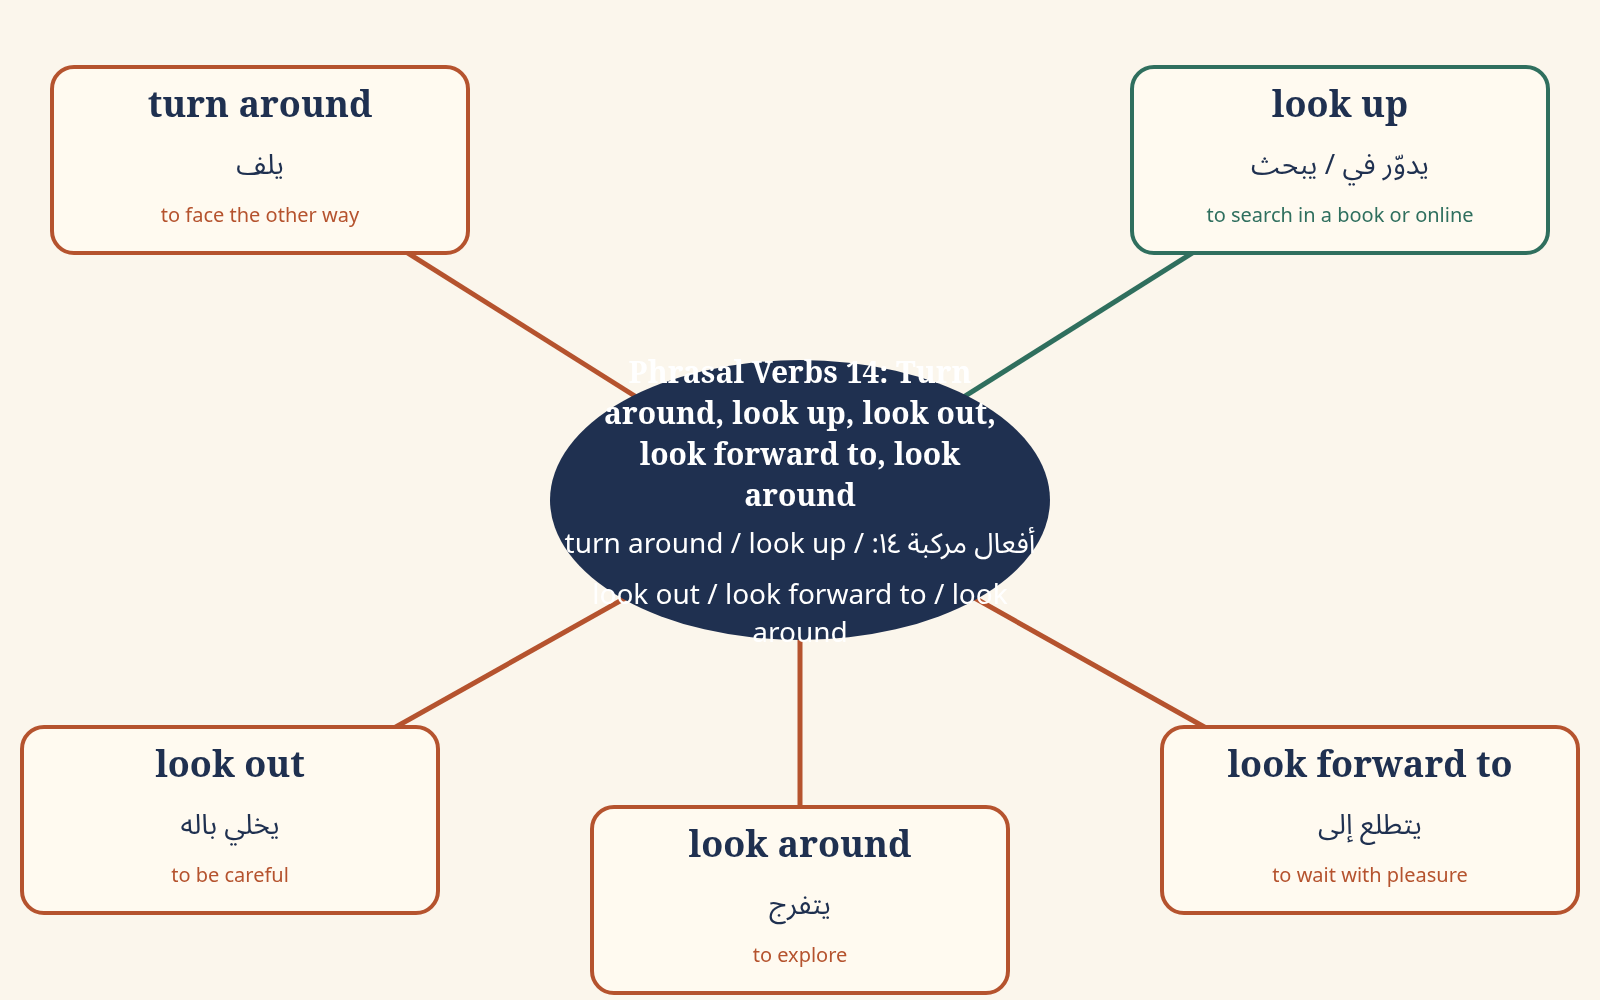 turn around
يلف
to face the other way
look up
يدوّر في / يبحث
to search in a book or online
Phrasal Verbs 14: Turn
around, look up, look out,
look forward to, look
around
أفعال مركبة ١٤: turn around / look up /
look out / look forward to / look
around
look out
يخلي باله
to be careful
look around
يتفرج
to explore
look forward to
يتطلع إلى
to wait with pleasure